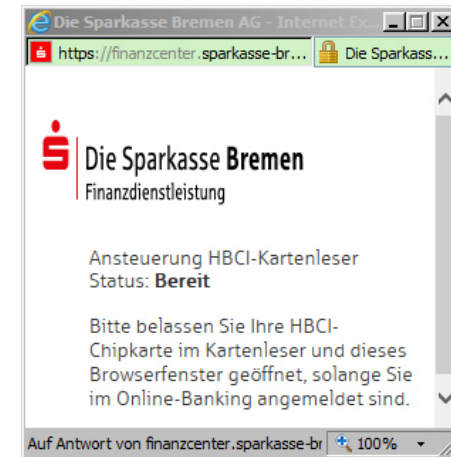 Die Sparkasse Bremen AG - Internet Ex...
https://finanzcenter.sparkasse-br... Die Sparkass...
Die Sparkasse Bremen
Finanzdienstleistung
Ansteuerung HBCI-Kartenleser
Status: Bereit
Bitte belassen Sie Ihre HBCI-
Chipkarte im Kartenleser und dieses
Browserfenster geöffnet, solange Sie
im Online-Banking angemeldet sind.
Auf Antwort von finanzcenter.sparkasse-br 100%